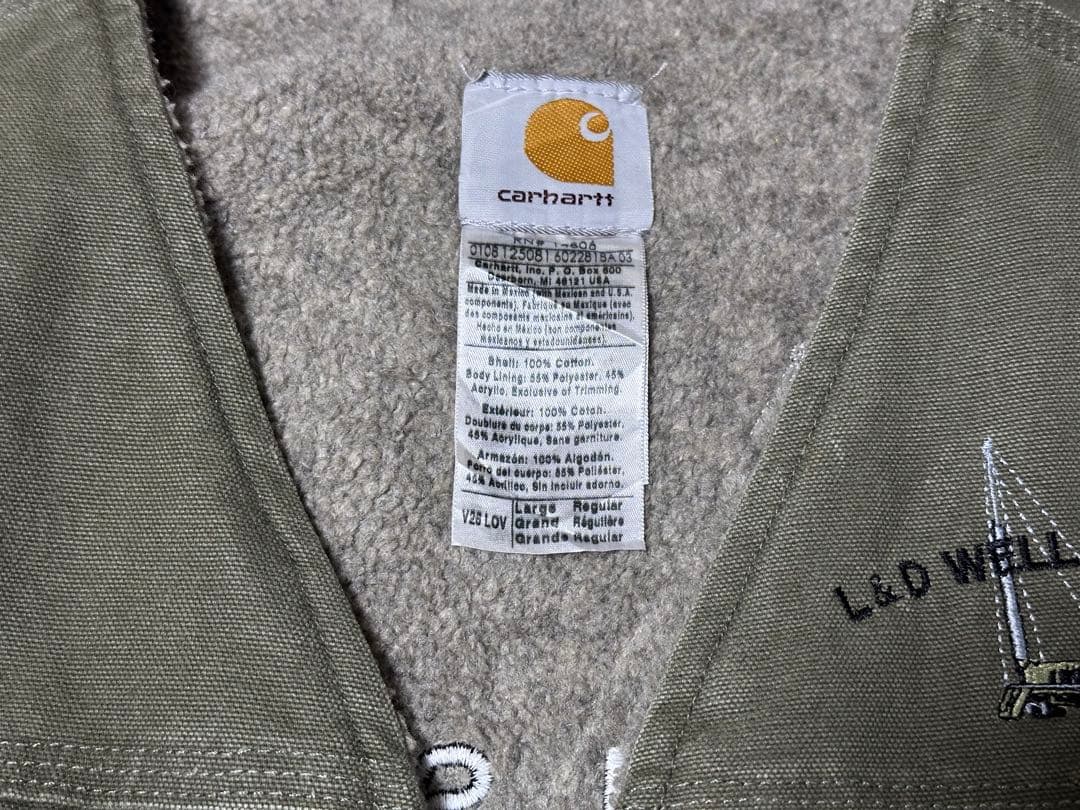 carhartt
RN# 14806
0108125081 6022818A 03
Carhartt, Inc. P. O. Box 600
Dearborn, MI 48121 USA
Made in Mexico (with Mexican and U.S.A.
components). Fabriqué au Mexique (avec
des composants mexicains et américains).
Hecho en México (con componentes
mexicanos y estadounidenses).
Shell: 100% Cotton.
Body Lining: 55% Polyester, 45%
Acrylic. Exclusive of Trimming.
Extérieur: 100% Coton.
Doublure du corps: 55% Polyester,
45% Acrylique, Sans garniture.
Armazón: 100% Algodón.
Forro del cuerpo: 55% Poliéster,
45% Acrílico, Sin incluir adorno.
V26 LOV
Large Regular
Grand Régulière
Grande Regular
L&D WELL